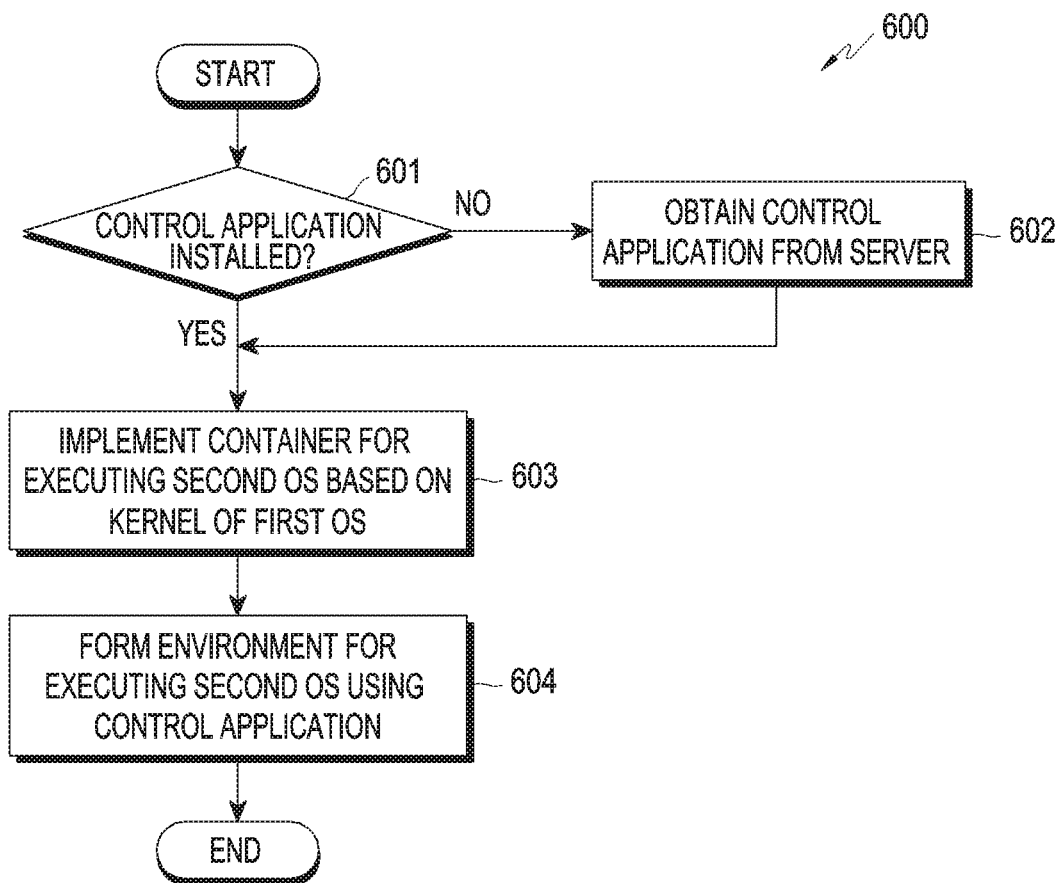 600
START
601
CONTROL APPLICATION
INSTALLED?
NO
OBTAIN CONTROL
APPLICATION FROM SERVER
602
YES
IMPLEMENT CONTAINER FOR
EXECUTING SECOND OS BASED ON
KERNEL OF FIRST OS
603
FORM ENVIRONMENT FOR
EXECUTING SECOND OS USING
CONTROL APPLICATION
604
END